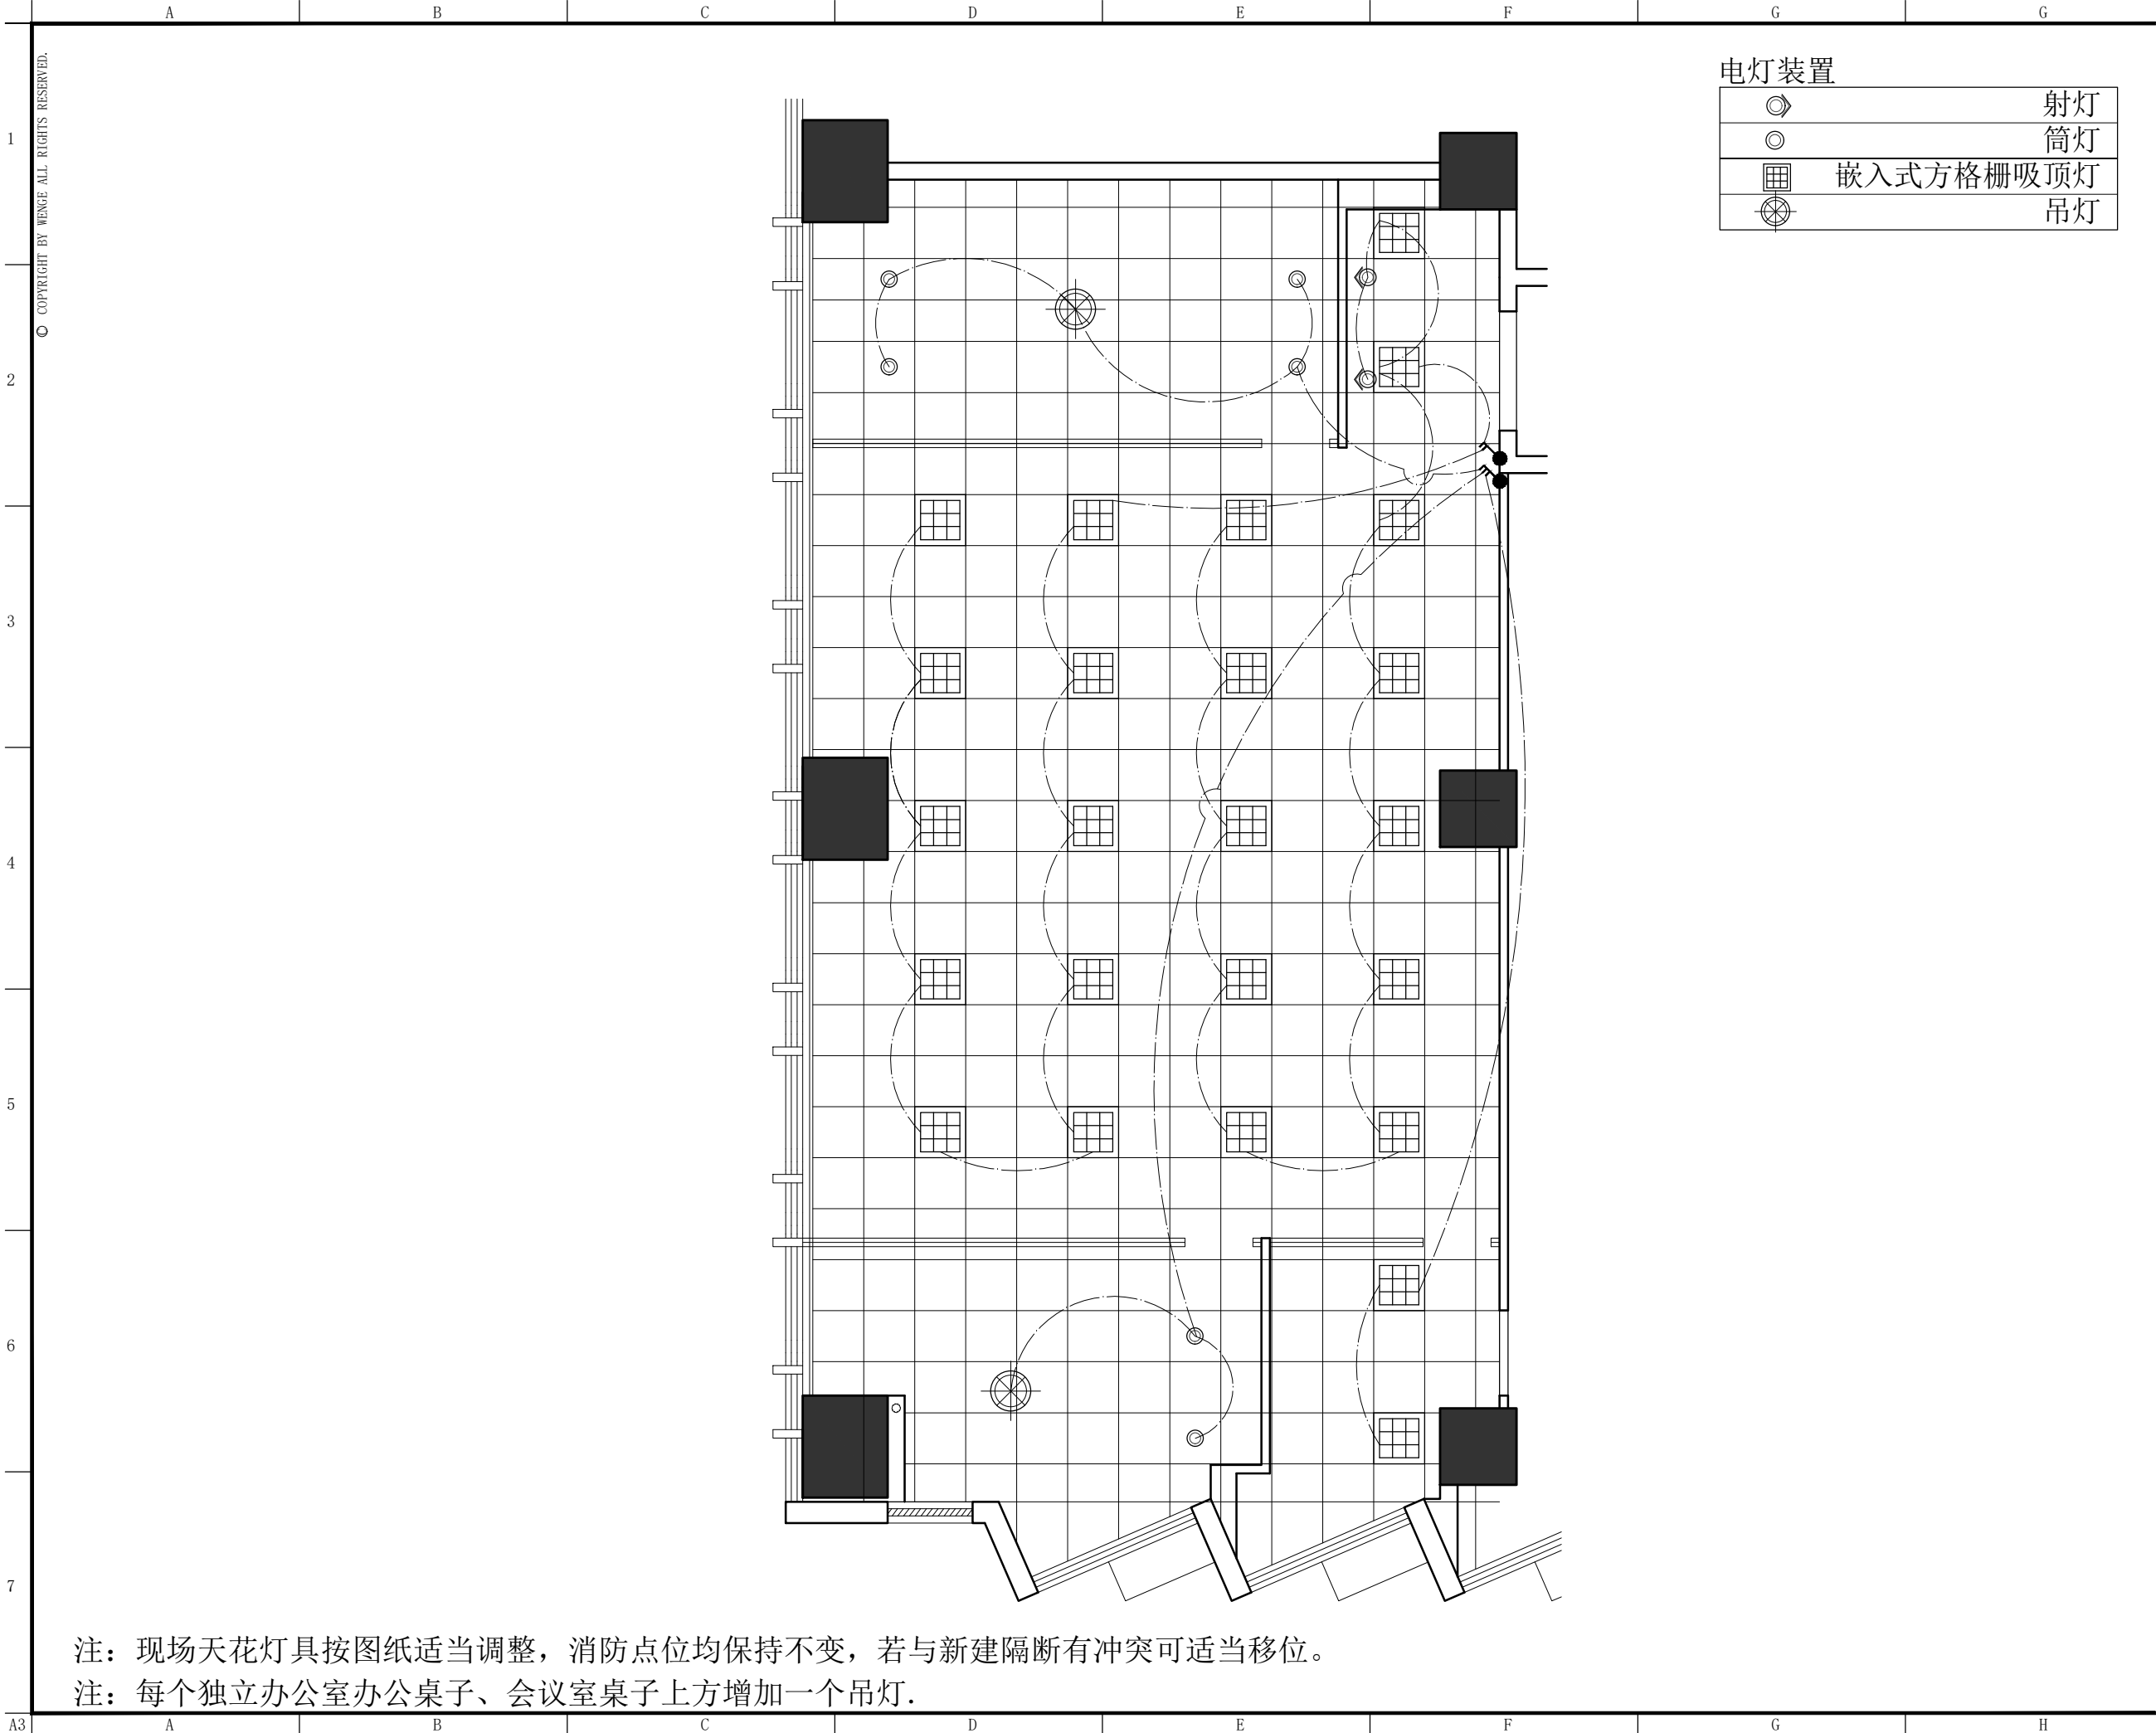 A B C D E F G G
© COPYRIGHT BY WENGE ALL RIGHTS RESERVED.
电灯装置
射灯
筒灯
嵌入式方格栅吸顶灯
吊灯
1
2
3
4
5
6
7
注：现场天花灯具按图纸适当调整，消防点位均保持不变，若与新建隔断有冲突可适当移位。
注：每个独立办公室办公桌子、会议室桌子上方增加一个吊灯.
A3 A B C D E F G H